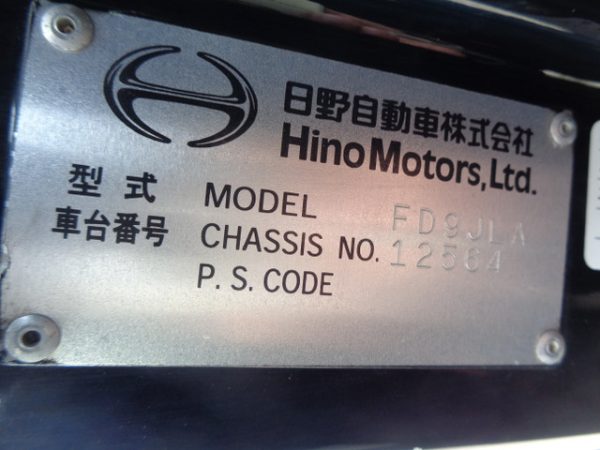 日野自動車株式会社
Hino Motors, Ltd.
型式 MODEL FD9JLA
車台番号 CHASSIS NO. 12564
P. S. CODE